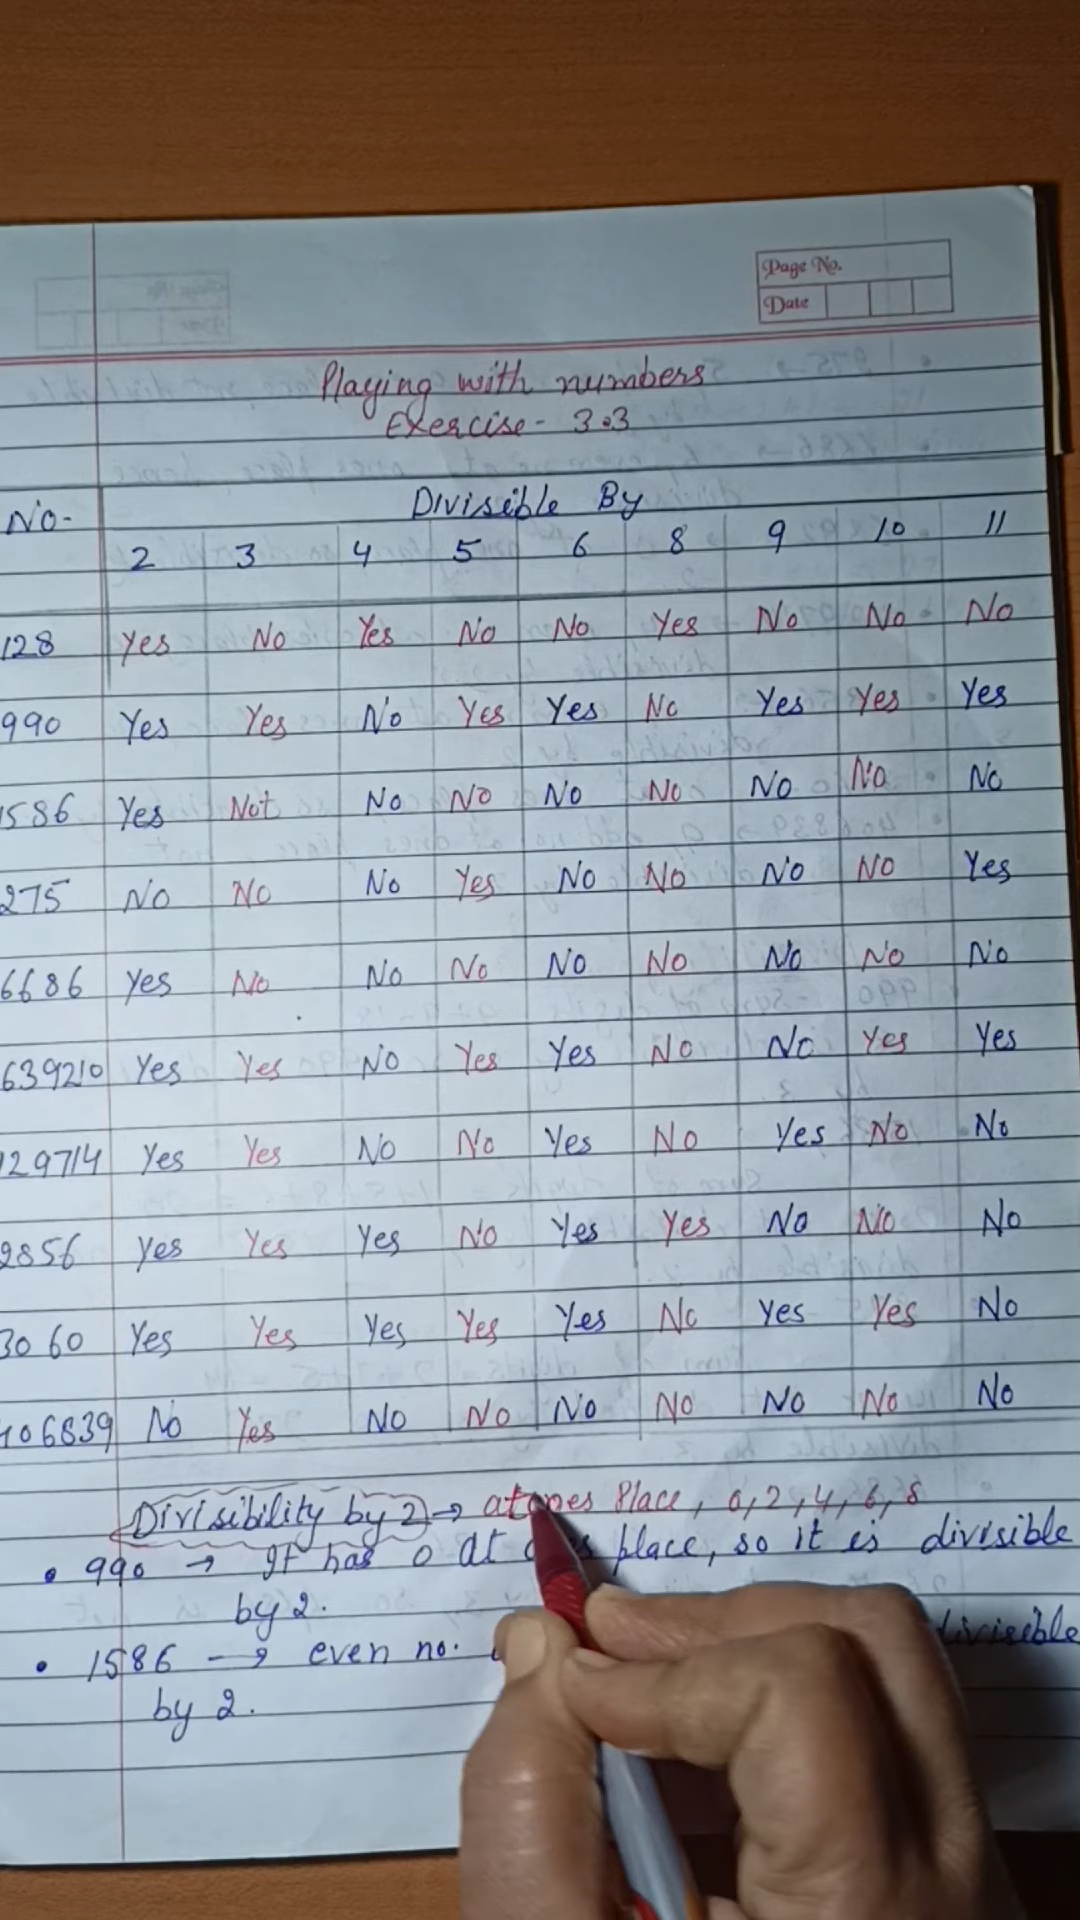 Page No.
Date
Playing with numbers
Exercise - 3.3
No. Divisible By
2 3 4 5 6 8 9 10 11
128 Yes No Yes No No Yes No No No
990 Yes Yes No Yes Yes No Yes Yes Yes
1586 Yes Not No No No No No No No
275 No No No Yes No No No No Yes
6686 Yes No No No No No No No No
639210 Yes Yes No Yes Yes No No Yes Yes
29714 Yes Yes No No Yes No Yes No No
2856 Yes Yes Yes No Yes Yes No No No
3060 Yes Yes Yes Yes Yes No Yes Yes No
406839 No Yes No No No No No No No
Divisibility by 2 → at ones Place, 0, 2, 4, 6, 8
• 990 → It has 0 at place, so it is divisible
by 2.
• 1586 → even no. divisible
by 2.